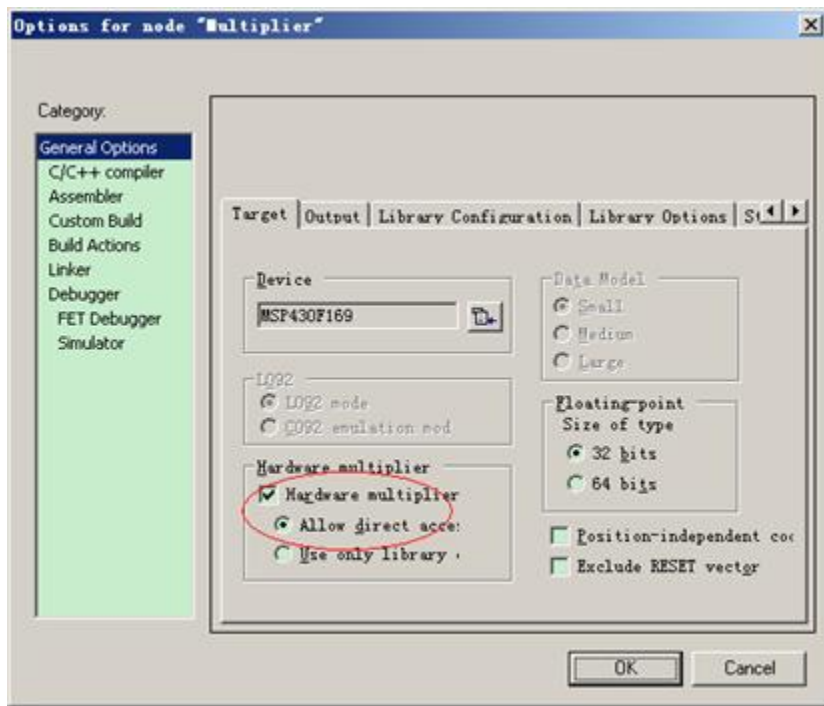 Options for node "Multiplier"
Category:
General Options
C/C++ compiler
Assembler
Custom Build
Build Actions
Linker
Debugger
FET Debugger
Simulator
Target Output Library Configuration Library Options
Device
MSP430F169
Data Model
Small
Medium
Large
LO92
LO92 mode
CO92 emulation mod
Floating-point
Size of type
32 bits
64 bits
Hardware multiplier
Hardware multiplier
Allow direct acces
Use only library
Position-independent
Exclude RESET vector
OK Cancel